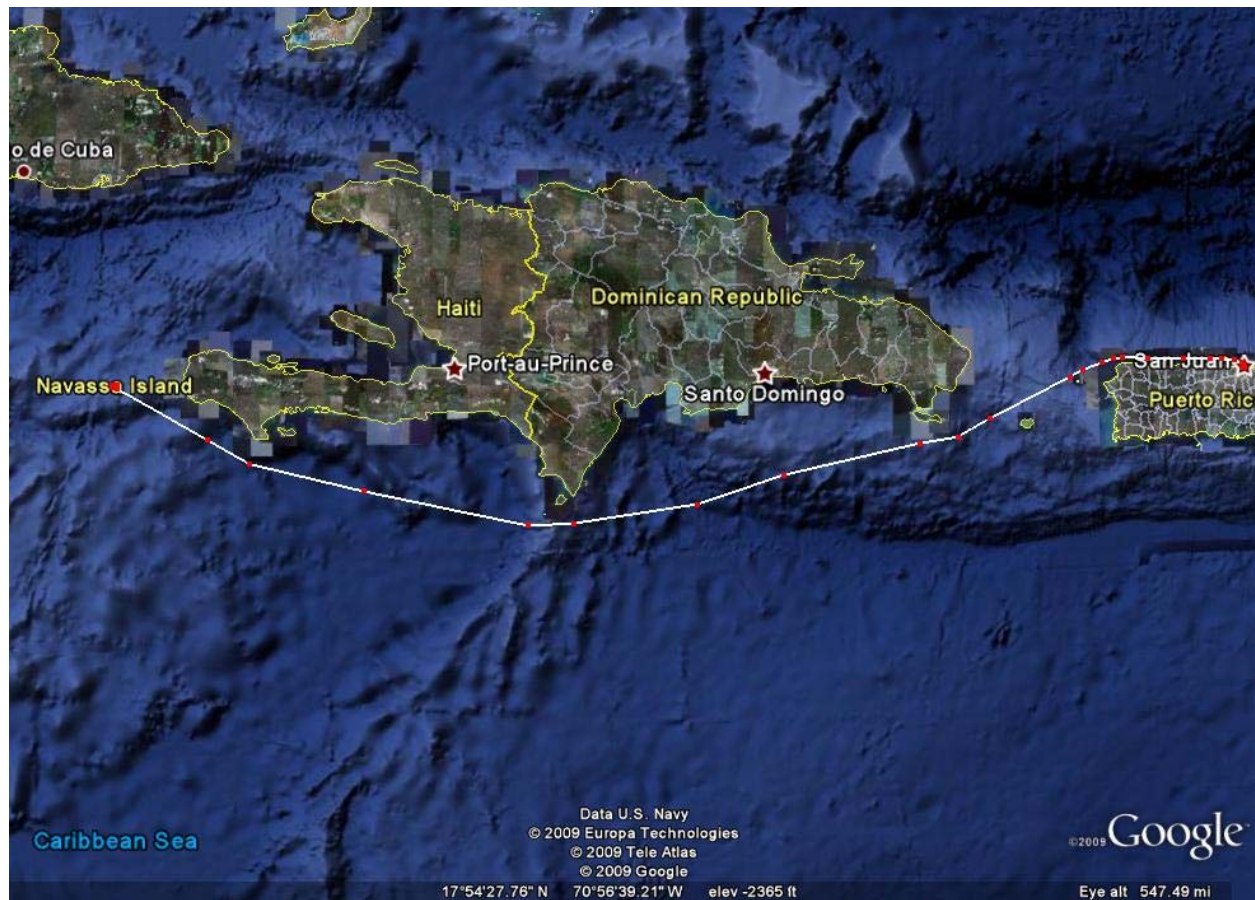 o de Cuba
Haiti
Dominican Republic
Port-au-Prince
San Juan
Navassa Island
Santo Domingo
Puerto Ric
Data U.S. Navy
© 2009 Europa Technologies
© 2009 Tele Atlas
© 2009 Google
Caribbean Sea
©2009 Google
17°54'27.76" N 70°56'39.21" W elev -2365 ft Eye alt 547.49 mi